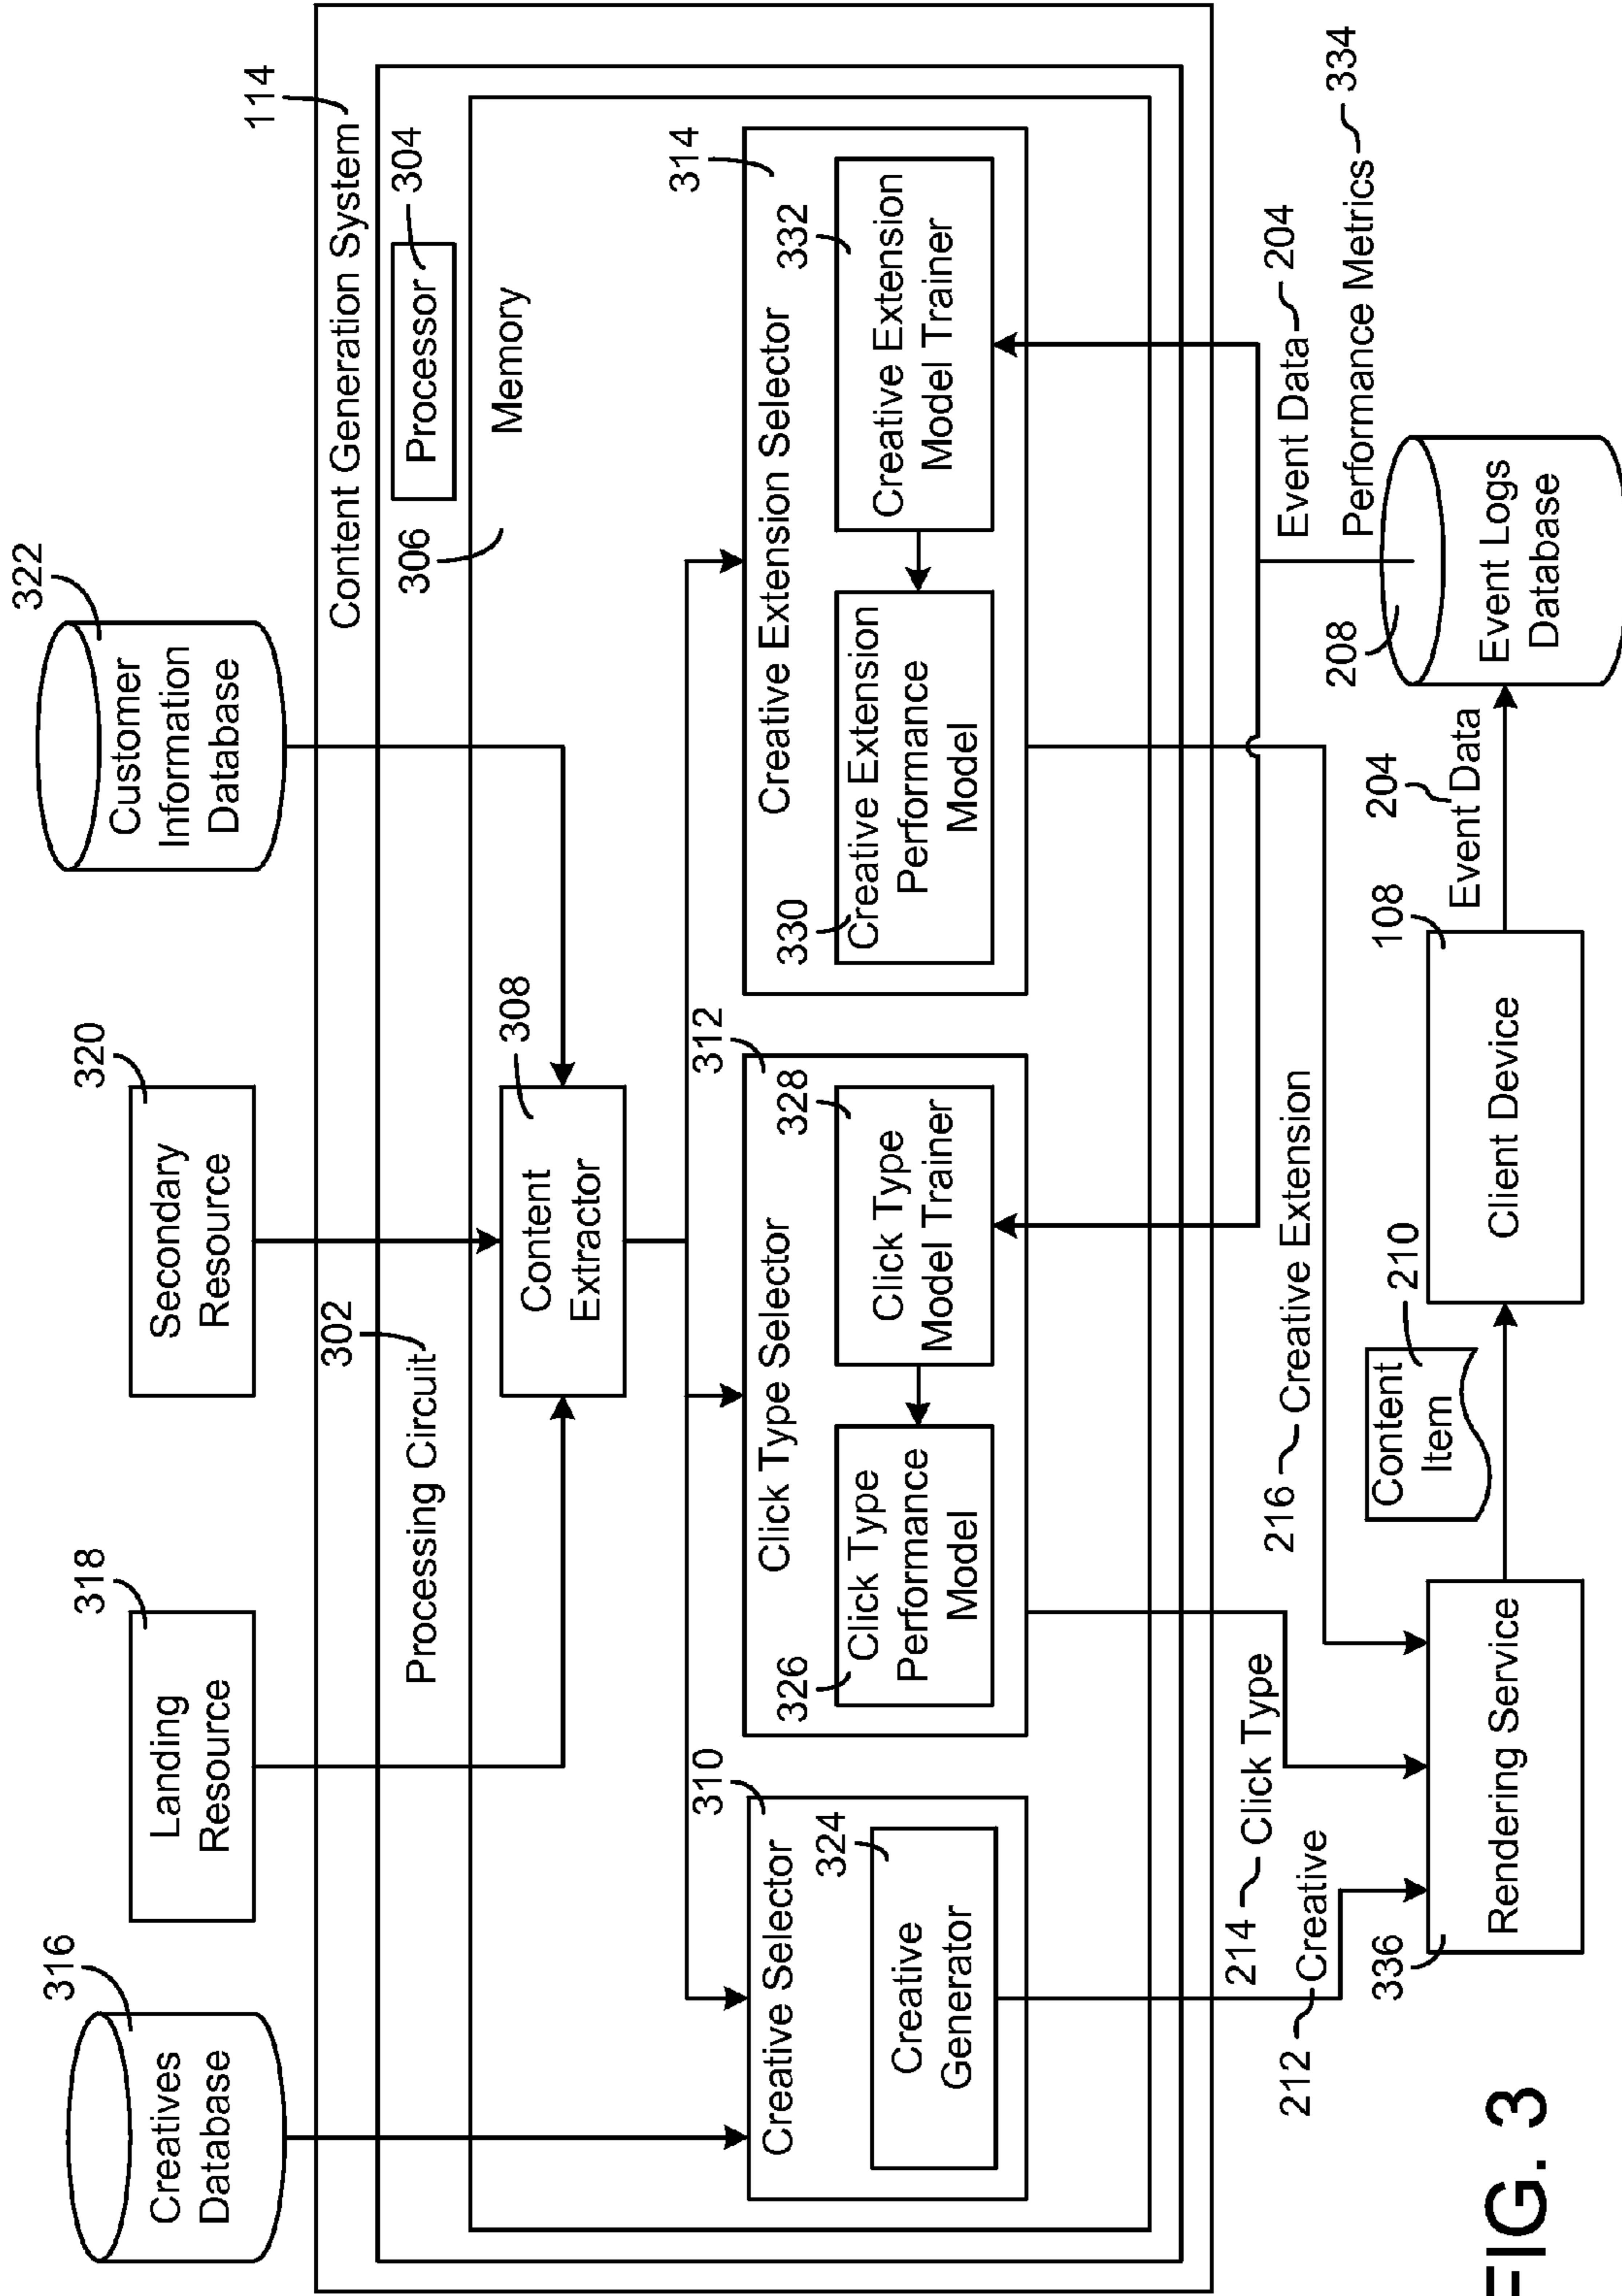 316
Creatives
Database
318
Landing
Resource
320
Secondary
Resource
322
Customer
Information
Database
114
Content Generation System
302
Processing Circuit
Processor
304
306
Memory
308
Content
Extractor
310
Creative Selector
324
Creative
Generator
312
Click Type Selector
326
Click Type
Performance
Model
328
Click Type
Model Trainer
314
Creative Extension Selector
330
Creative Extension
Performance
Model
332
Creative Extension
Model Trainer
212 Creative
214 Click Type
216 Creative Extension
Event Data 204
Performance Metrics 334
336
Rendering Service
Content
Item
210
108
Client Device
204
Event Data
208
Event Logs
Database
FIG. 3